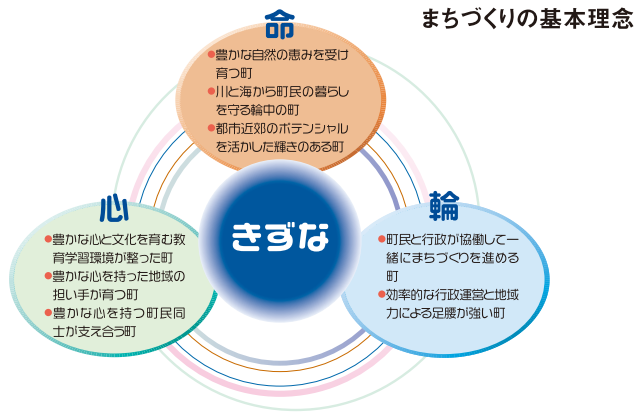 まちづくりの基本理念
命
●豊かな自然の恵みを受け
育つ町
●川と海から町民の暮らし
を守る輪中の町
●都市近郊のポテンシャル
を活かした輝きのある町
きずな
心
●豊かな心と文化を育む教
育学習環境が整った町
●豊かな心を持った地域の
担い手が育つ町
●豊かな心を持つ町民同
士が支え合う町
輪
●町民と行政が協働して一
緒にまちづくりを進める
町
●効率的な行政運営と地域
力による足腰が強い町